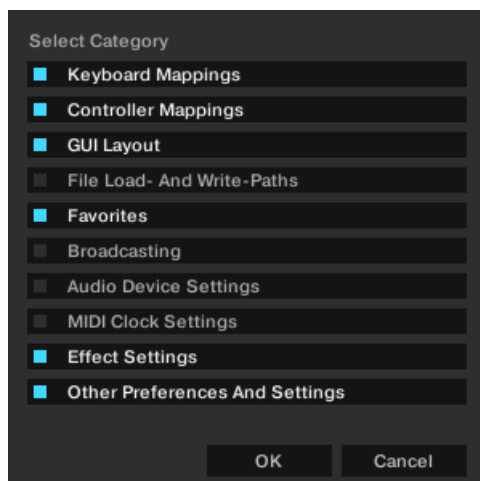 Select Category
Keyboard Mappings
Controller Mappings
GUI Layout
File Load- And Write-Paths
Favorites
Broadcasting
Audio Device Settings
MIDI Clock Settings
Effect Settings
Other Preferences And Settings
OK Cancel